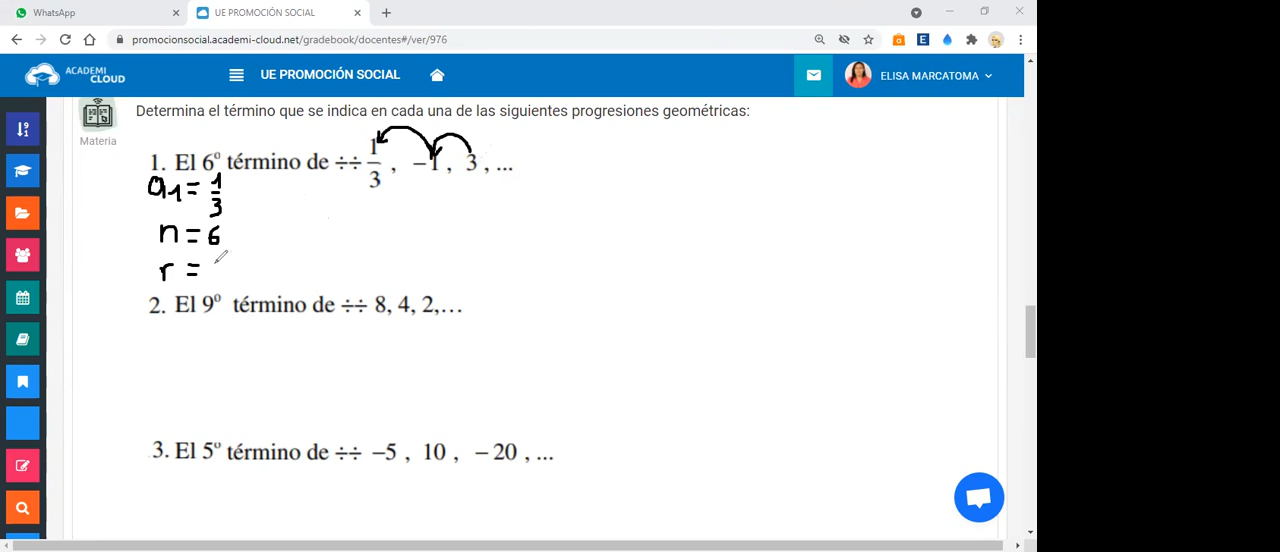 WhatsApp
UE PROMOCIÓN SOCIAL
promocionsocial.academi-cloud.net/gradebook/docentes#/ver/976
ACADEMI CLOUD
UE PROMOCIÓN SOCIAL
ELISA MARCATOMA
Materia
Determina el término que se indica en cada una de las siguientes progresiones geométricas:
1. El 6º término de ÷÷ 1/3 , −1 , 3 , ...
a1 = 1/3
n = 6
r =
2. El 9º término de ÷÷ 8, 4, 2,…
3. El 5º término de ÷÷ −5 , 10 , −20 , ...